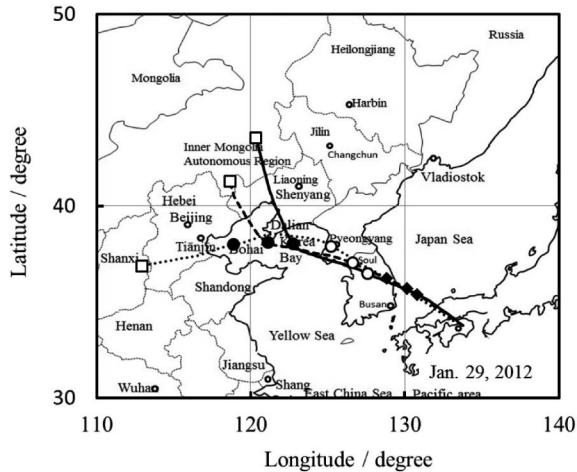 50
Russia
Heilongjiang
Mongolia
Harbin
Jilin
Inner Mongolia
Changchun
Autonomous Region
Liaoning
Shenyang
Vladiostok
Latitude / degree
Hebei
40
Beijing
Dalian
Tianjin
Bohai
Korea
Pyeongyang
Japan Sea
Shanxi
Bay
Soul
Shandong
Busan
Henan
Yellow Sea
Jiangsu
Jan. 29, 2012
Wuhan
Shang
East China Sea
Pacific area
30
110
120
130
140
Longitude / degree